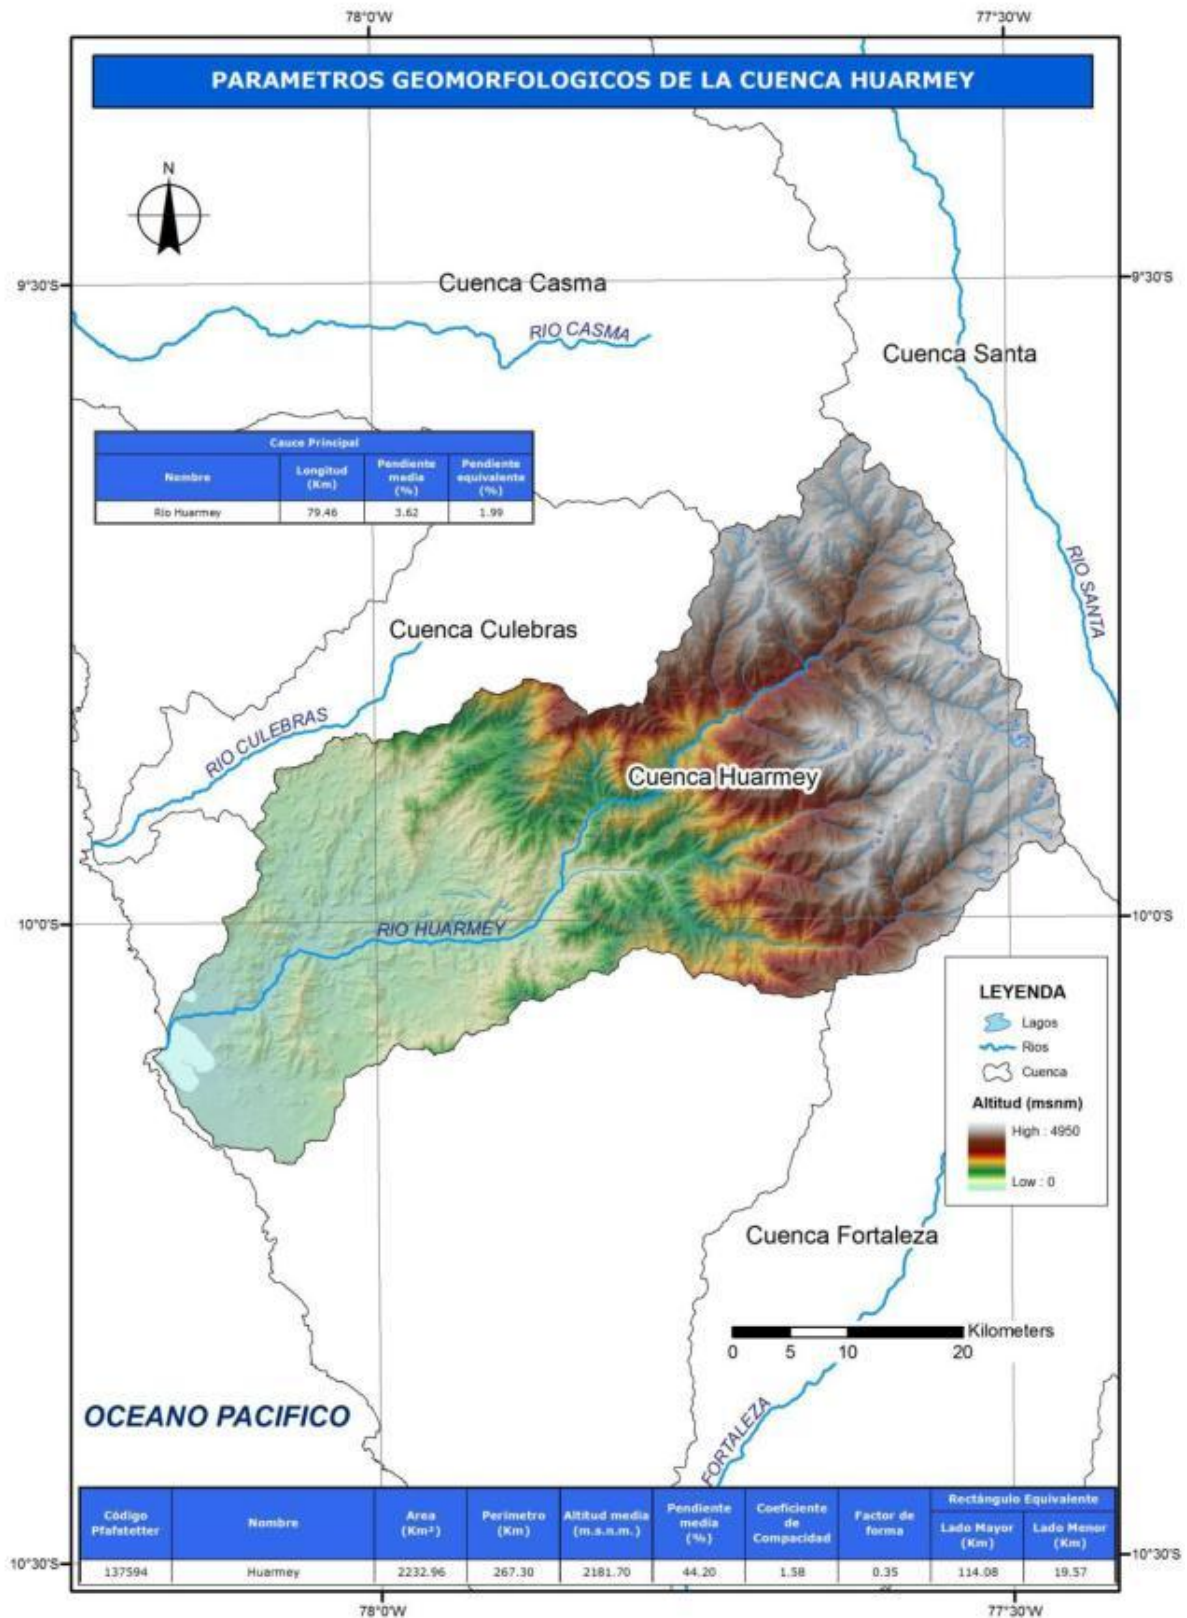 78°0'W 77°30'W
PARAMETROS GEOMORFOLOGICOS DE LA CUENCA HUARMEY
N
9°30'S 9°30'S
Cuenca Casma
RIO CASMA
Cuenca Santa
Cauce Principal
Nombre Longitud (Km) Pendiente media (%) Pendiente equivalente (%)
Rio Huarmey 79.46 3.62 1.99
RIO SANTA
Cuenca Culebras
RIO CULEBRAS
Cuenca Huarmey
10°0'S 10°0'S
RIO HUARMEY
LEYENDA
Lagos
Rios
Cuenca
Altitud (msnm)
High : 4950
Low : 0
Cuenca Fortaleza
Kilometers
0 5 10 20
OCEANO PACIFICO
FORTALEZA
Código Pfafstetter Nombre Area (Km²) Perimetro (Km) Altitud media (m.s.n.m.) Pendiente media (%) Coeficiente de Compacidad Factor de forma Rectángulo Equivalente
Lado Mayor (Km) Lado Menor (Km)
137594 Huarmey 2232.96 267.30 2181.70 44.20 1.58 0.35 114.08 19.57
10°30'S 10°30'S
78°0'W 77°30'W